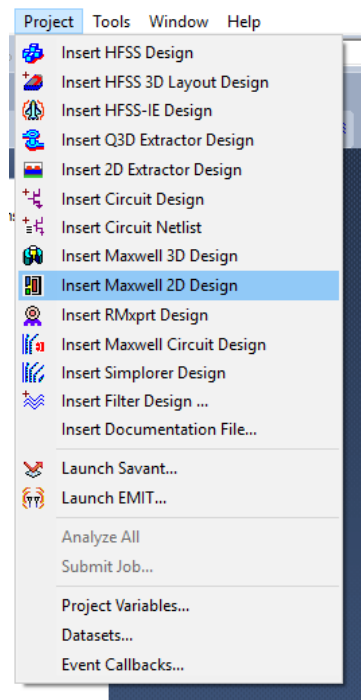 Project Tools Window Help
Insert HFSS Design
Insert HFSS 3D Layout Design
Insert HFSS-IE Design
Insert Q3D Extractor Design
Insert 2D Extractor Design
Insert Circuit Design
Insert Circuit Netlist
Insert Maxwell 3D Design
Insert Maxwell 2D Design
Insert RMxprt Design
Insert Maxwell Circuit Design
Insert Simplorer Design
Insert Filter Design ...
Insert Documentation File...
Launch Savant...
Launch EMIT...
Analyze All
Submit Job...
Project Variables...
Datasets...
Event Callbacks...